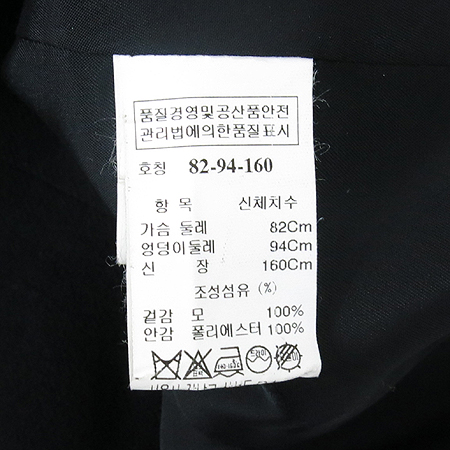 품질경영및공산품안전
관리법에의한품질표시
호칭 82-94-160
항 목 신체치수
가슴 둘레 82Cm
엉덩이둘레 94Cm
신 장 160Cm
조성섬유 (%)
겉감 모 100%
안감 폴리에스터 100%
드라이